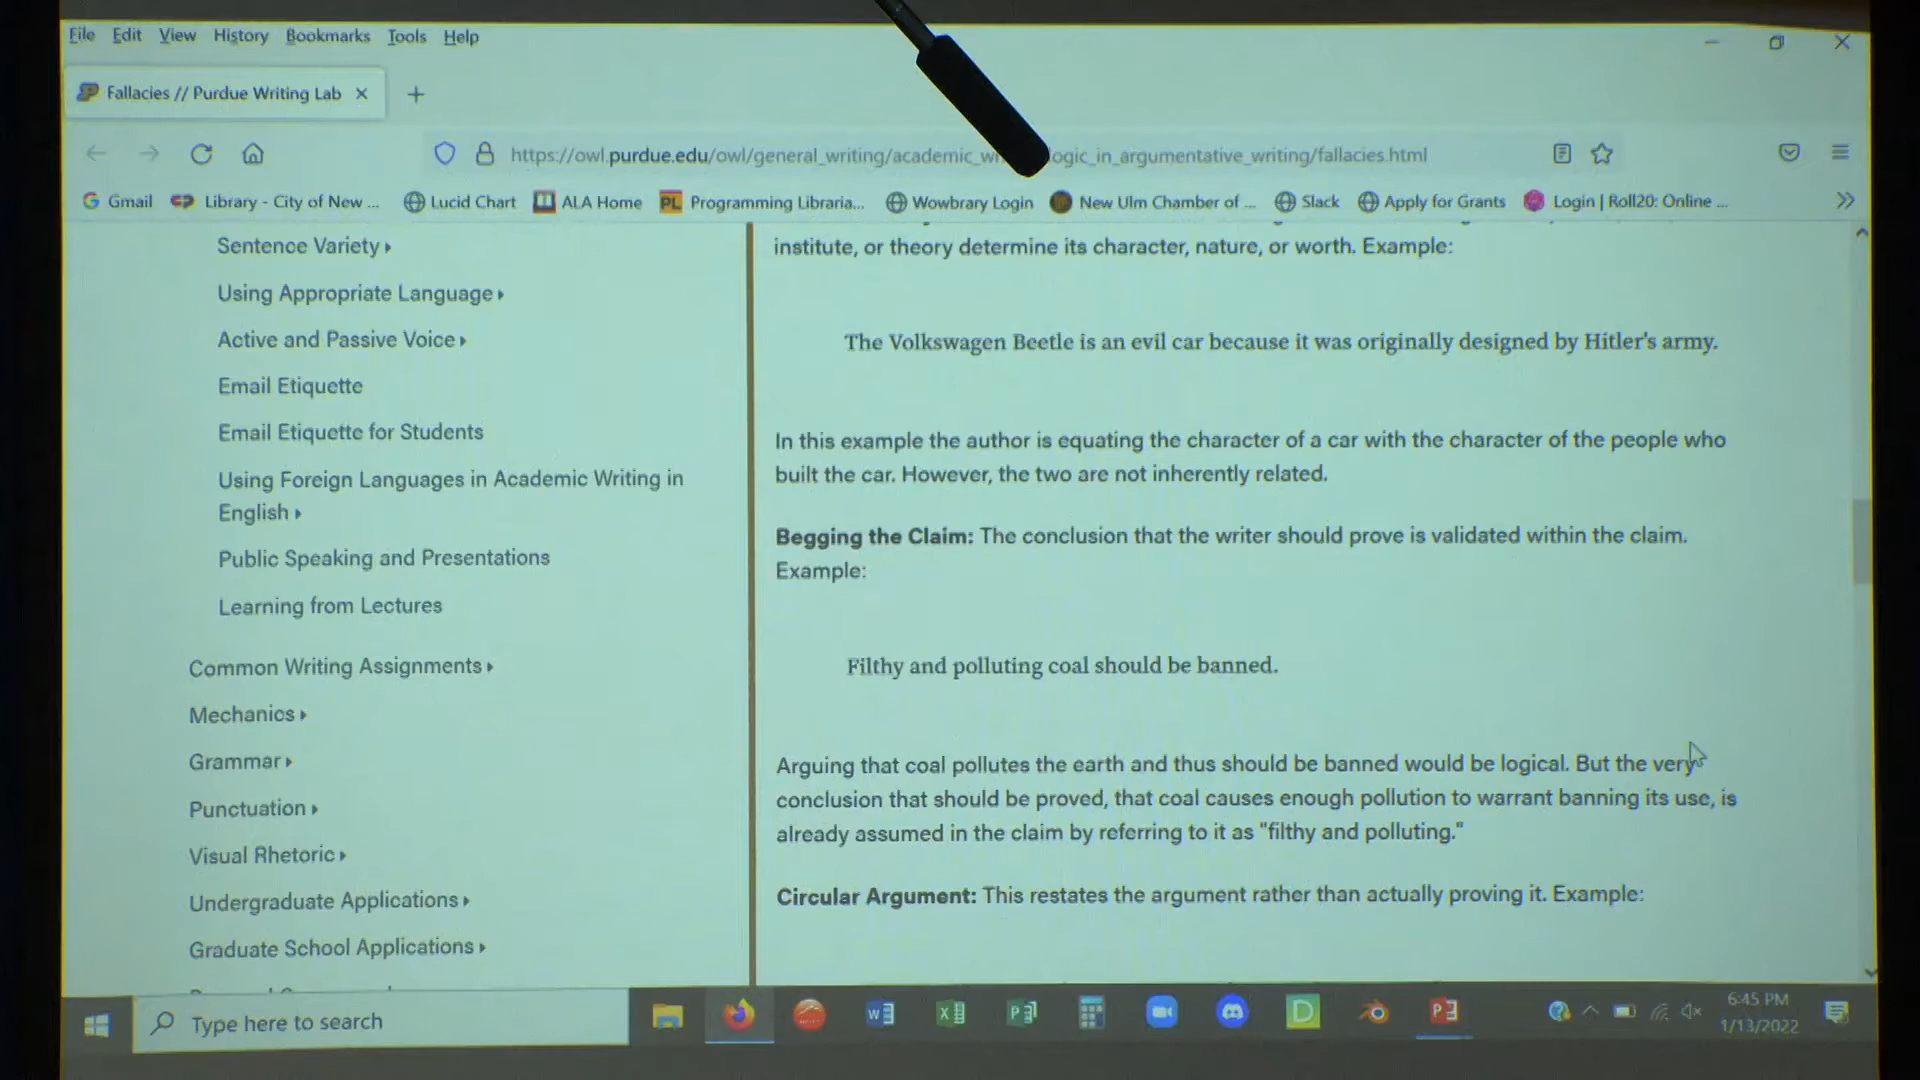 File Edit View History Bookmarks Tools Help
Fallacies // Purdue Writing Lab
https://owl.purdue.edu/owl/general_writing/academic_ logic_in_argumentative_writing/fallacies.html
Gmail Library - City of New ... Lucid Chart ALA Home PL Programming Libraria... Wowbrary Login New Ulm Chamber of ... Slack Apply for Grants Login | Roll20: Online ...
Sentence Variety
Using Appropriate Language
Active and Passive Voice
Email Etiquette
Email Etiquette for Students
Using Foreign Languages in Academic Writing in
English
Public Speaking and Presentations
Learning from Lectures
Common Writing Assignments
Mechanics
Grammar
Punctuation
Visual Rhetoric
Undergraduate Applications
Graduate School Applications
institute, or theory determine its character, nature, or worth. Example:
The Volkswagen Beetle is an evil car because it was originally designed by Hitler's army.
In this example the author is equating the character of a car with the character of the people who
built the car. However, the two are not inherently related.
Begging the Claim: The conclusion that the writer should prove is validated within the claim.
Example:
Filthy and polluting coal should be banned.
Arguing that coal pollutes the earth and thus should be banned would be logical. But the very
conclusion that should be proved, that coal causes enough pollution to warrant banning its use, is
already assumed in the claim by referring to it as "filthy and polluting."
Circular Argument: This restates the argument rather than actually proving it. Example:
Type here to search
6:45 PM
1/13/2022